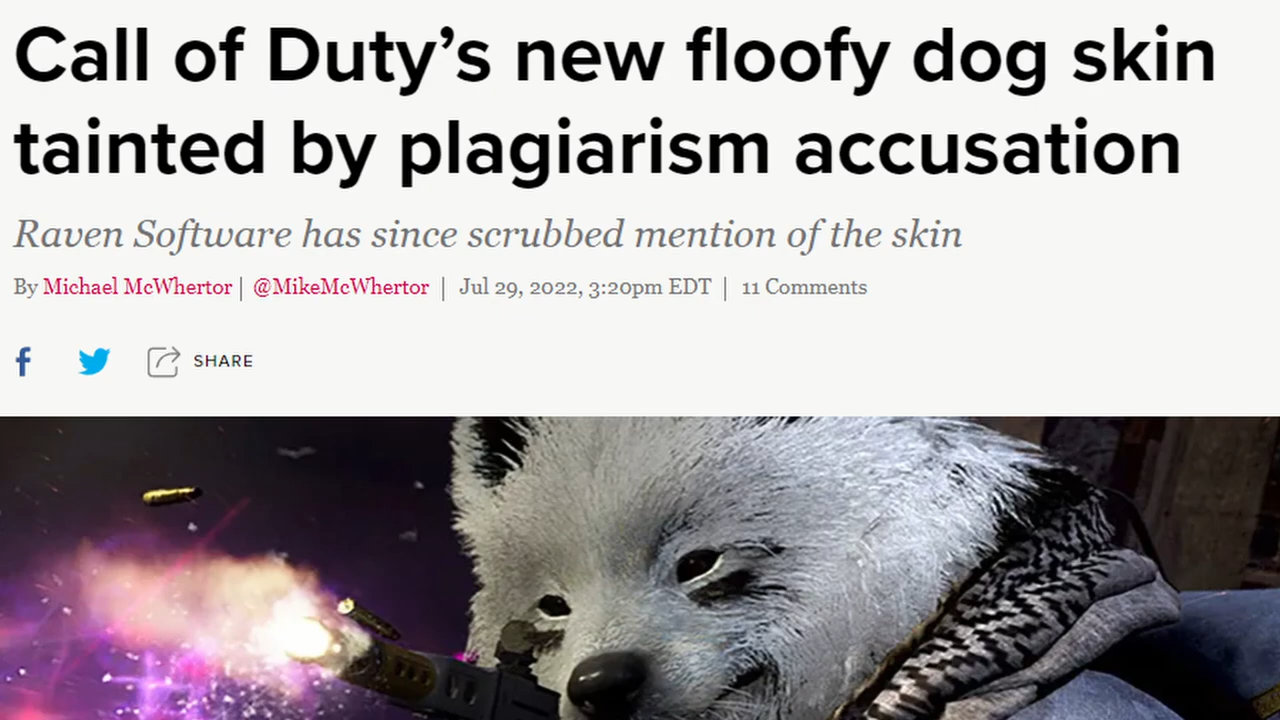 Call of Duty’s new floofy dog skin
tainted by plagiarism accusation
Raven Software has since scrubbed mention of the skin
By Michael McWhertor | @MikeMcWhertor | Jul 29, 2022, 3:20pm EDT | 11 Comments
SHARE